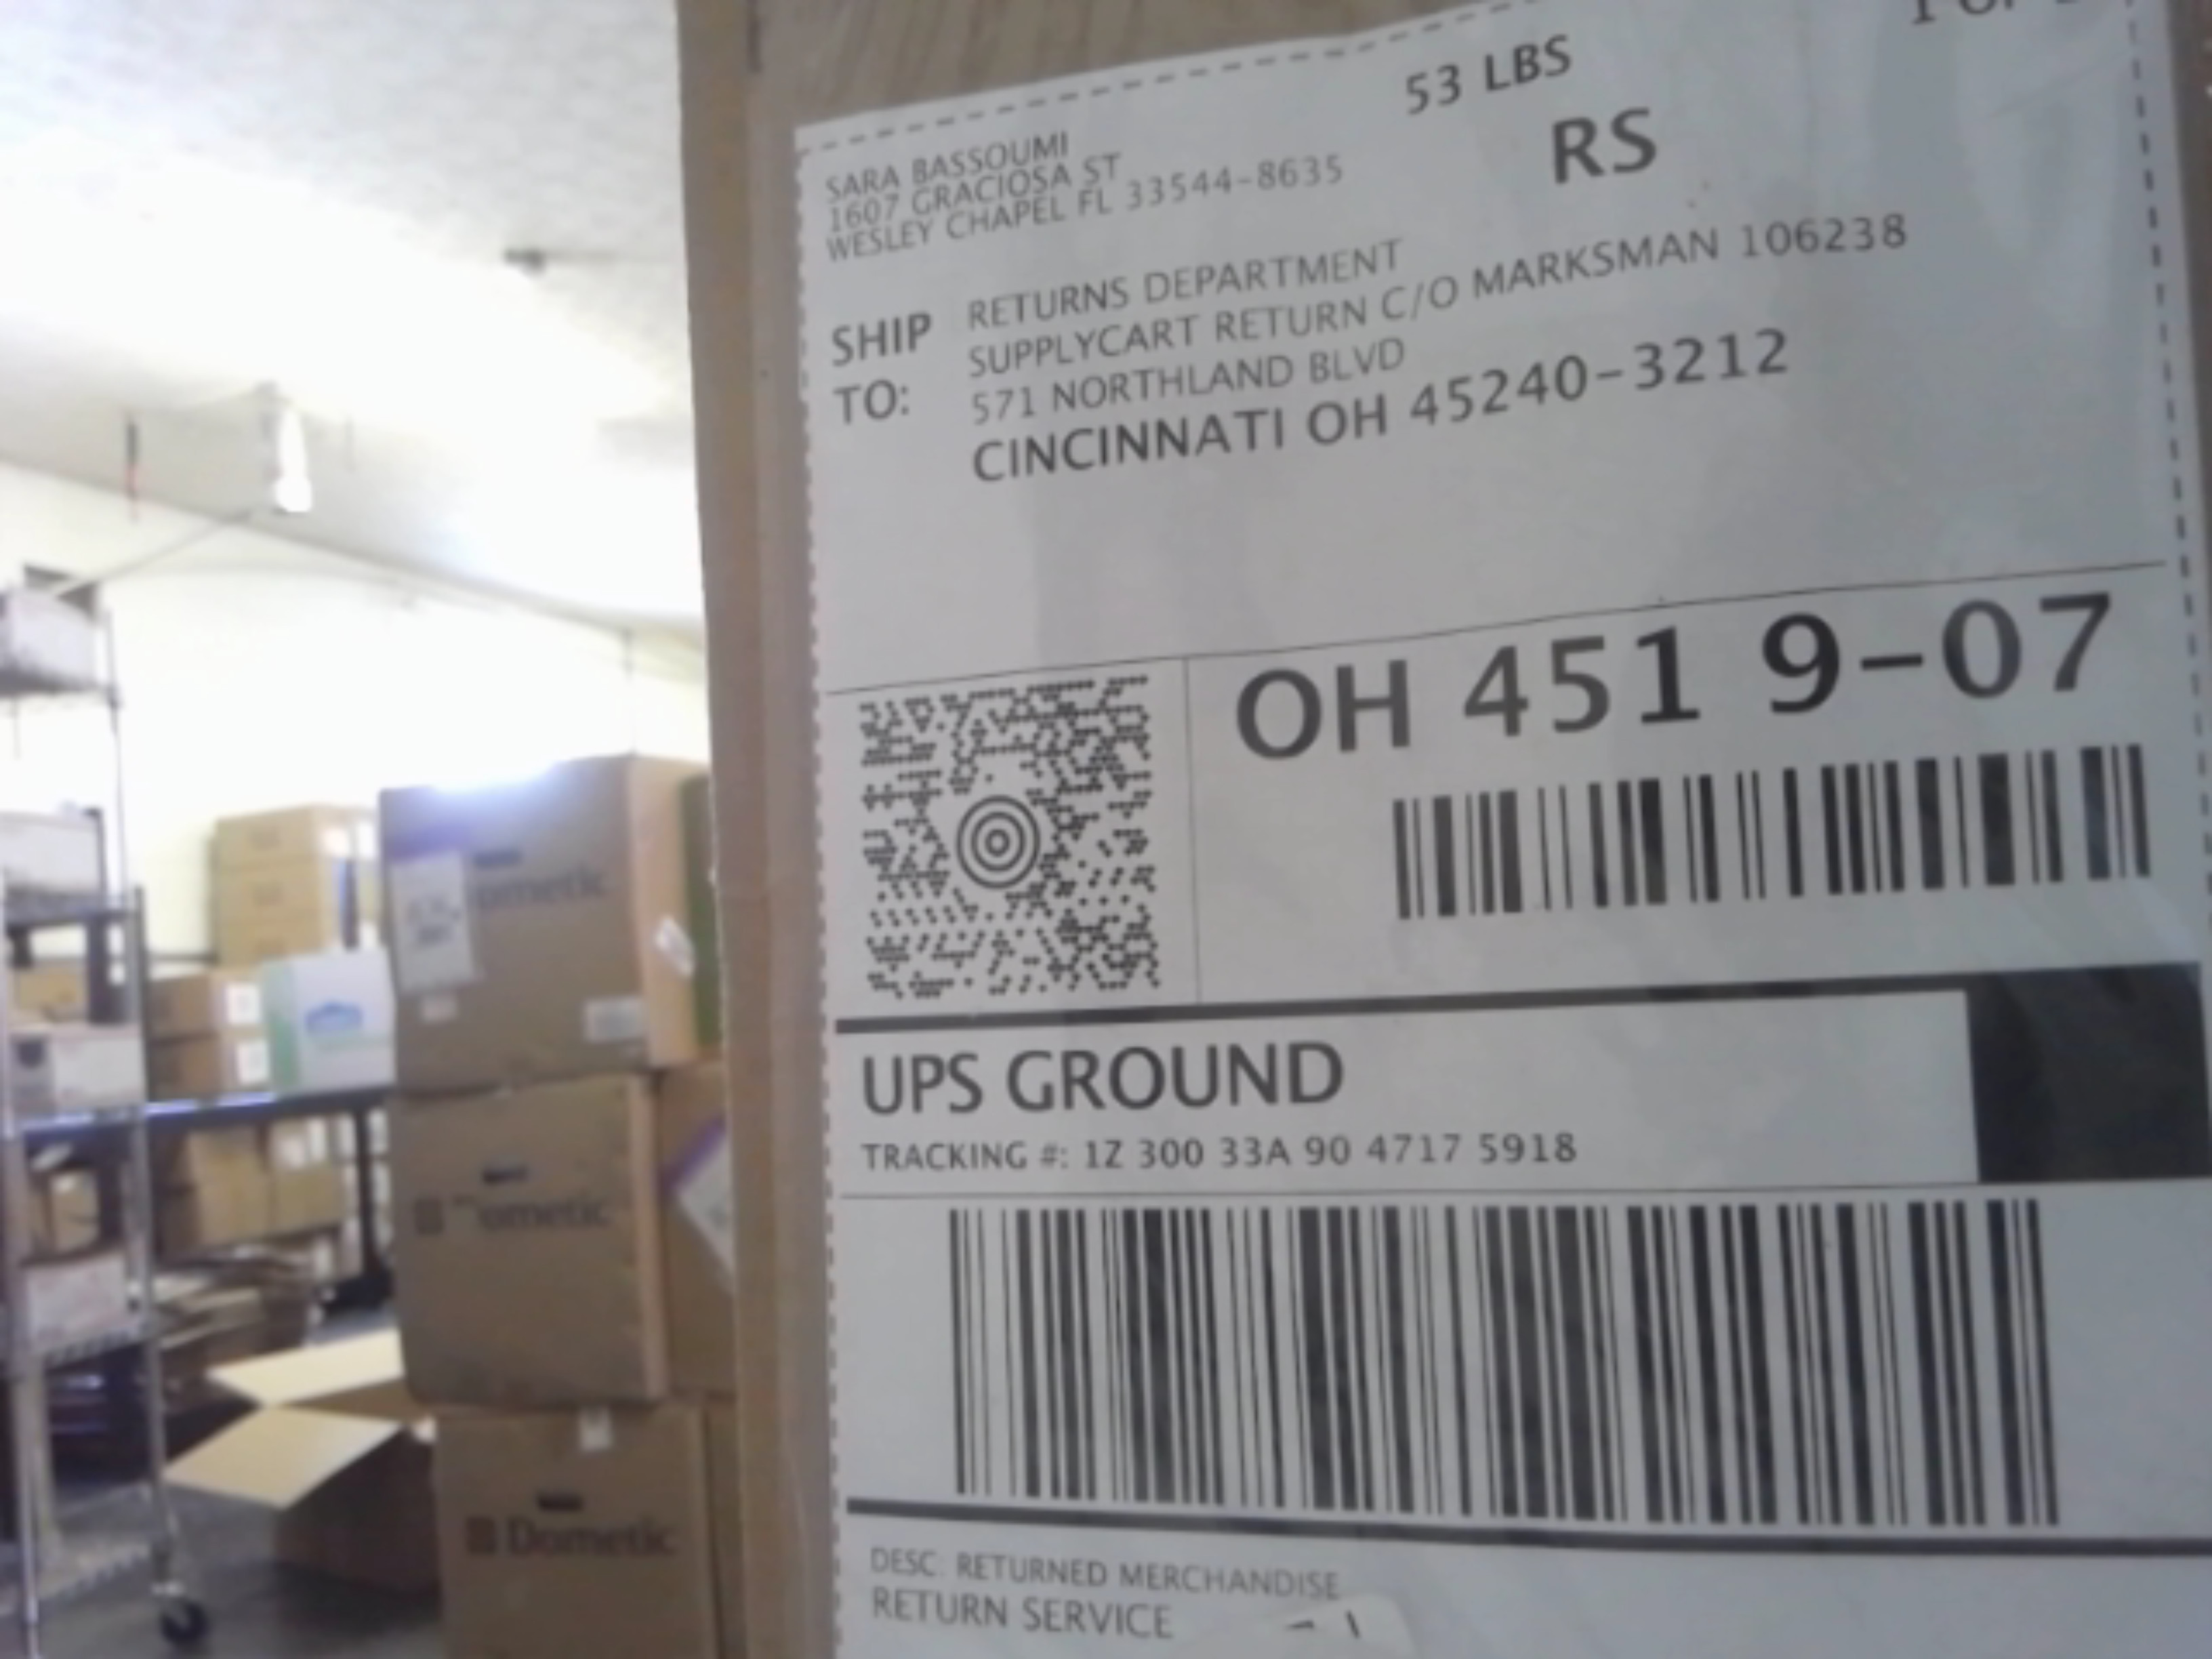 53 LBS
RS
SARA BASSOUMI
1607 GRACIOSA ST
WESLEY CHAPEL FL 33544-8635
SHIP TO:
RETURNS DEPARTMENT
SUPPLYCART RETURN C/O MARKSMAN 106238
571 NORTHLAND BLVD
CINCINNATI OH 45240-3212
OH 451 9-07
UPS GROUND
TRACKING #: 1Z 300 33A 90 4717 5918
DESC: RETURNED MERCHANDISE
RETURN SERVICE
ometic
ometic
Dometic